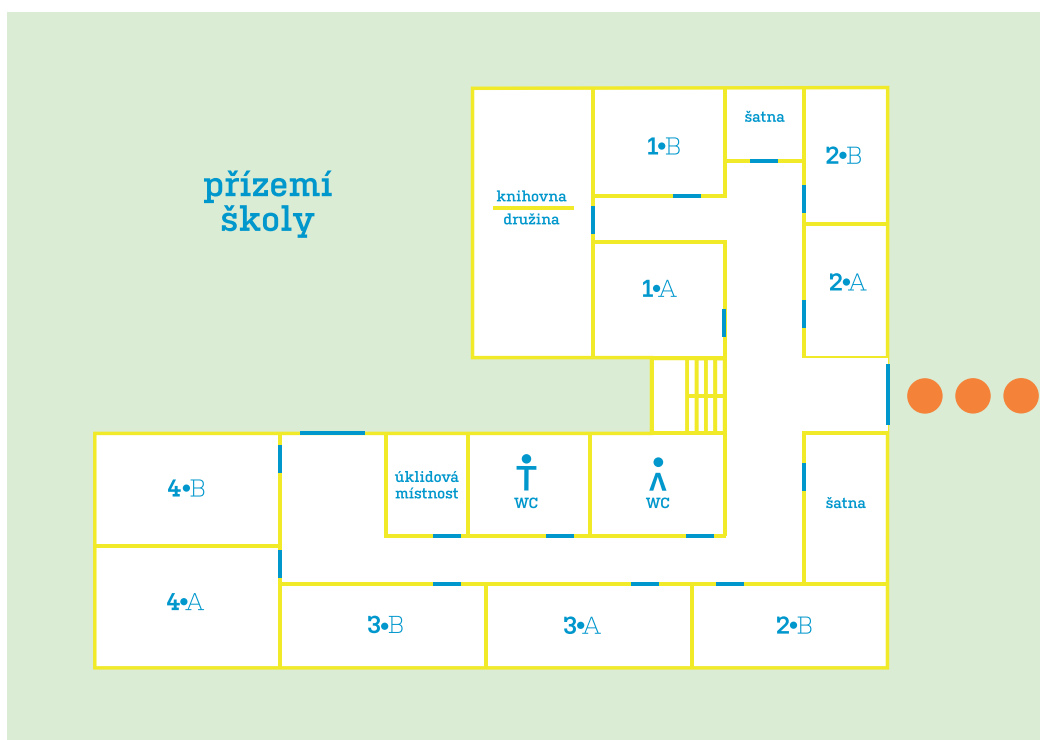 přízemí
školy
knihovna
družina
1•B
šatna
2•B
1•A
2•A
4•B
úklidová
místnost
WC
WC
šatna
4•A
3•B
3•A
2•B